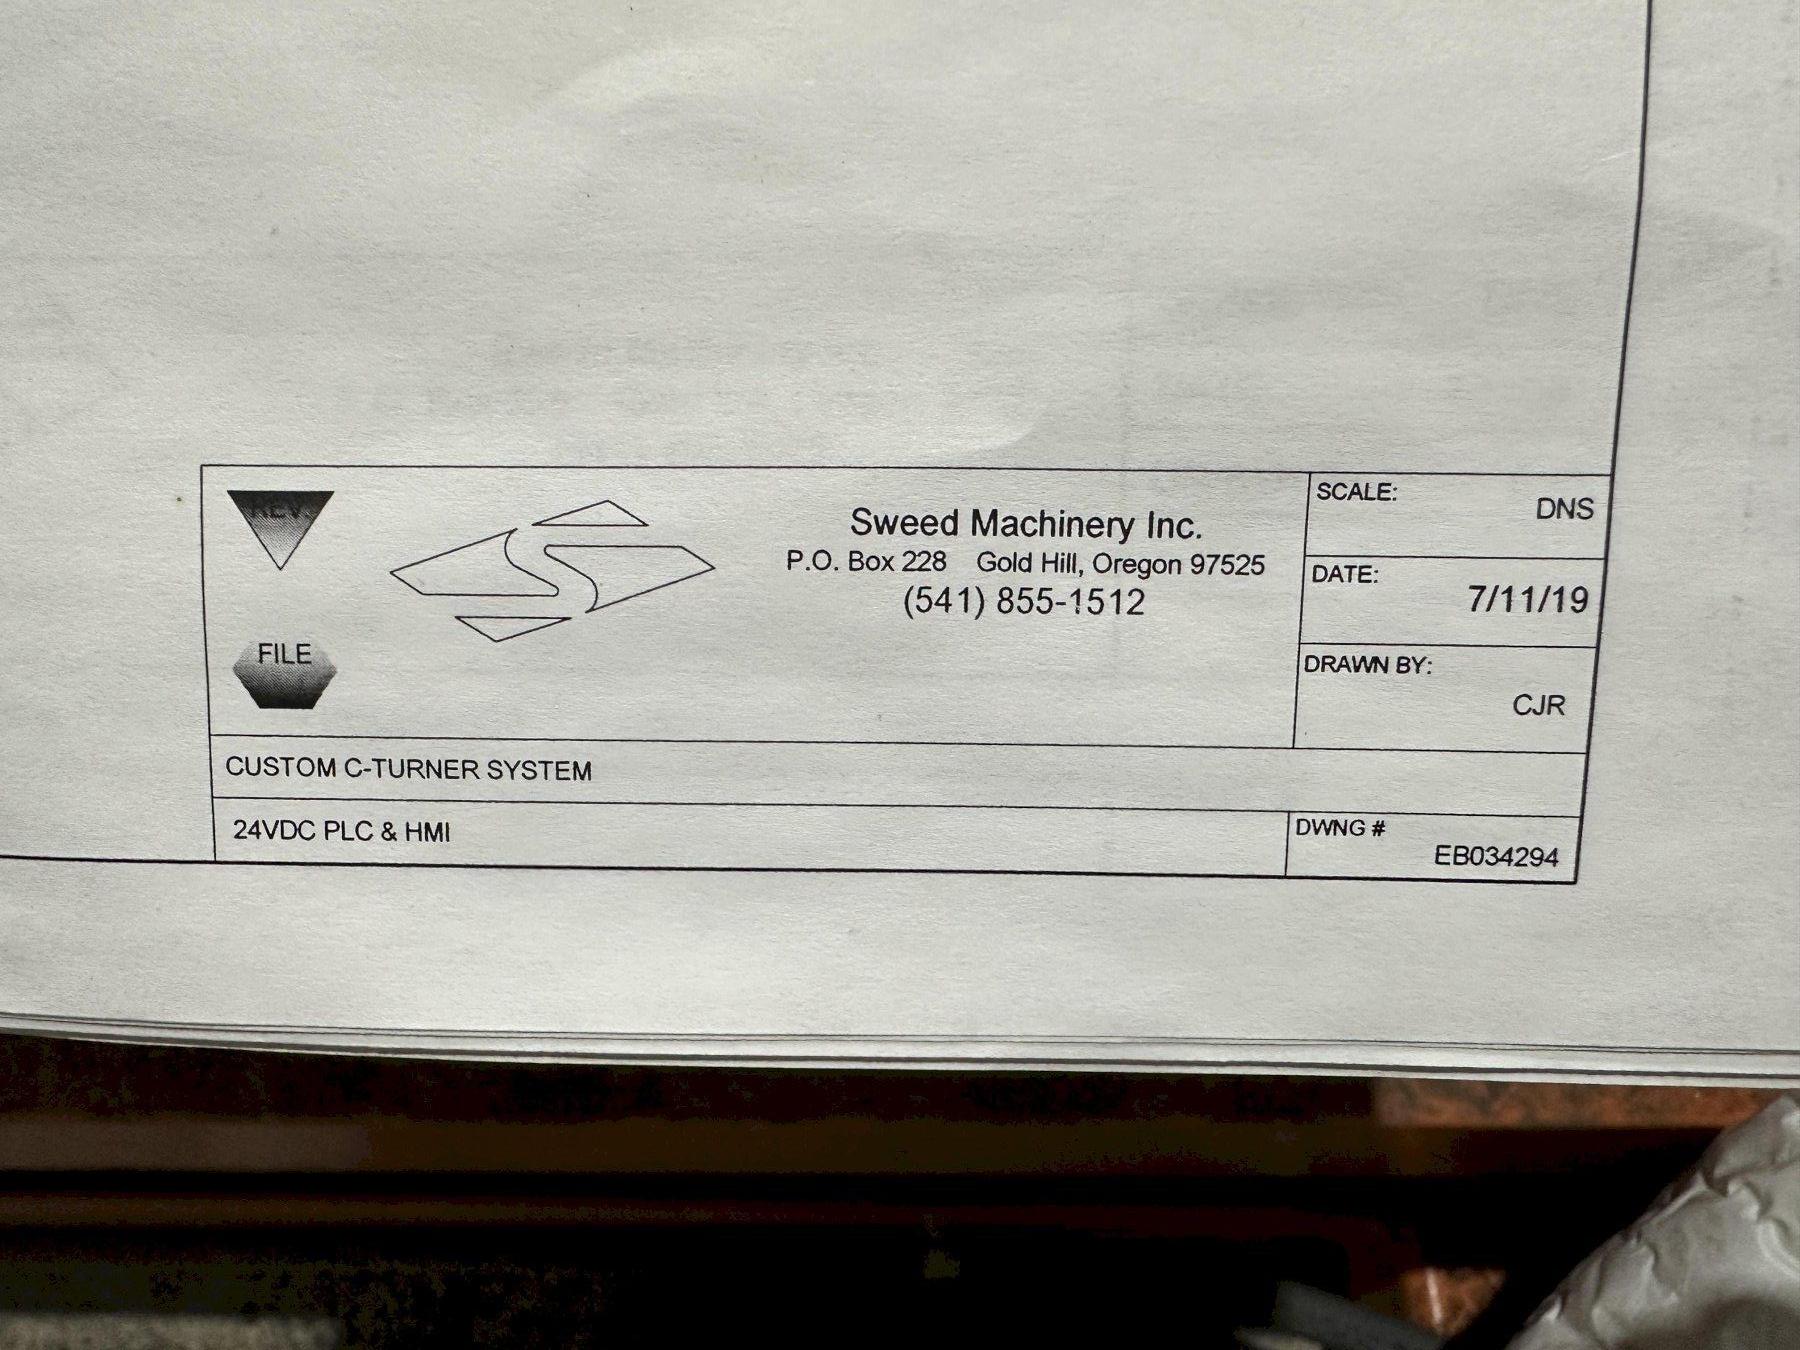 REV.
FILE
Sweed Machinery Inc.
P.O. Box 228 Gold Hill, Oregon 97525
(541) 855-1512
SCALE:
DNS
DATE:
7/11/19
DRAWN BY:
CJR
CUSTOM C-TURNER SYSTEM
24VDC PLC & HMI
DWNG #
EB034294